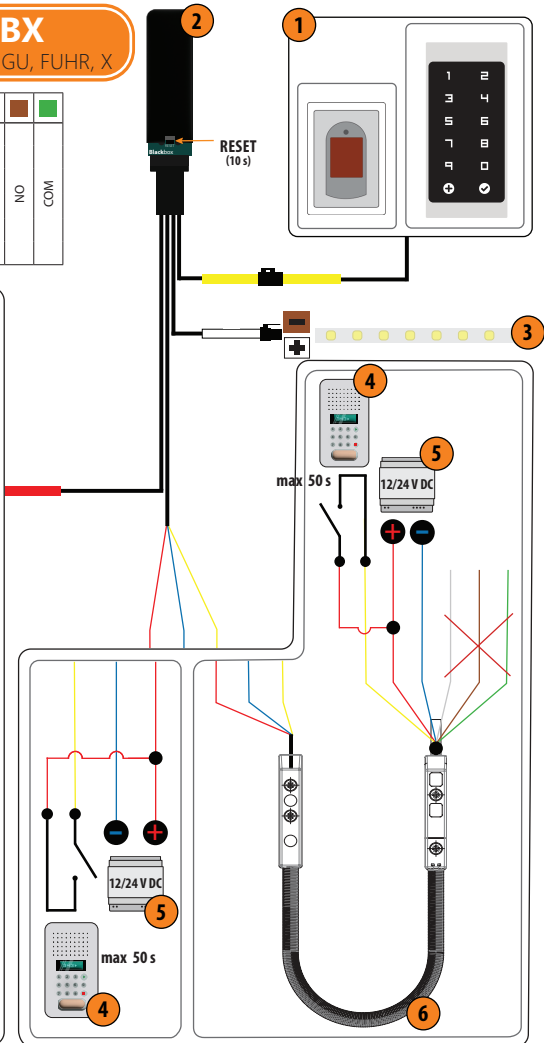 BX
GU, FUHR, X
NO
COM
2
RESET
(10 s)
Blackbox
1
1 2
3 4
5 6
7 8
9 0
3
4
max 50 s
5
12/24 V DC
+ -
- +
12/24 V DC
5
max 50 s
4
6